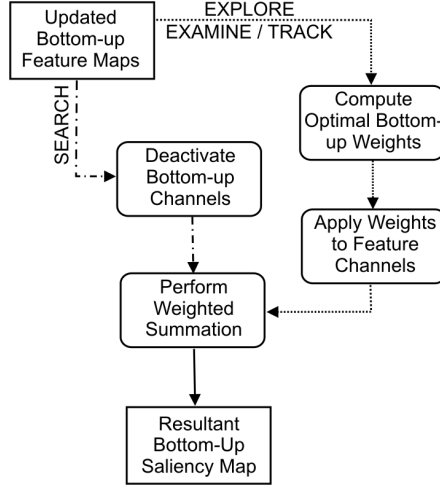 Updated
Bottom-up
Feature Maps
EXPLORE
EXAMINE / TRACK
SEARCH
Compute
Optimal Bottom-
up Weights
Deactivate
Bottom-up
Channels
Apply Weights
to Feature
Channels
Perform
Weighted
Summation
Resultant
Bottom-Up
Saliency Map